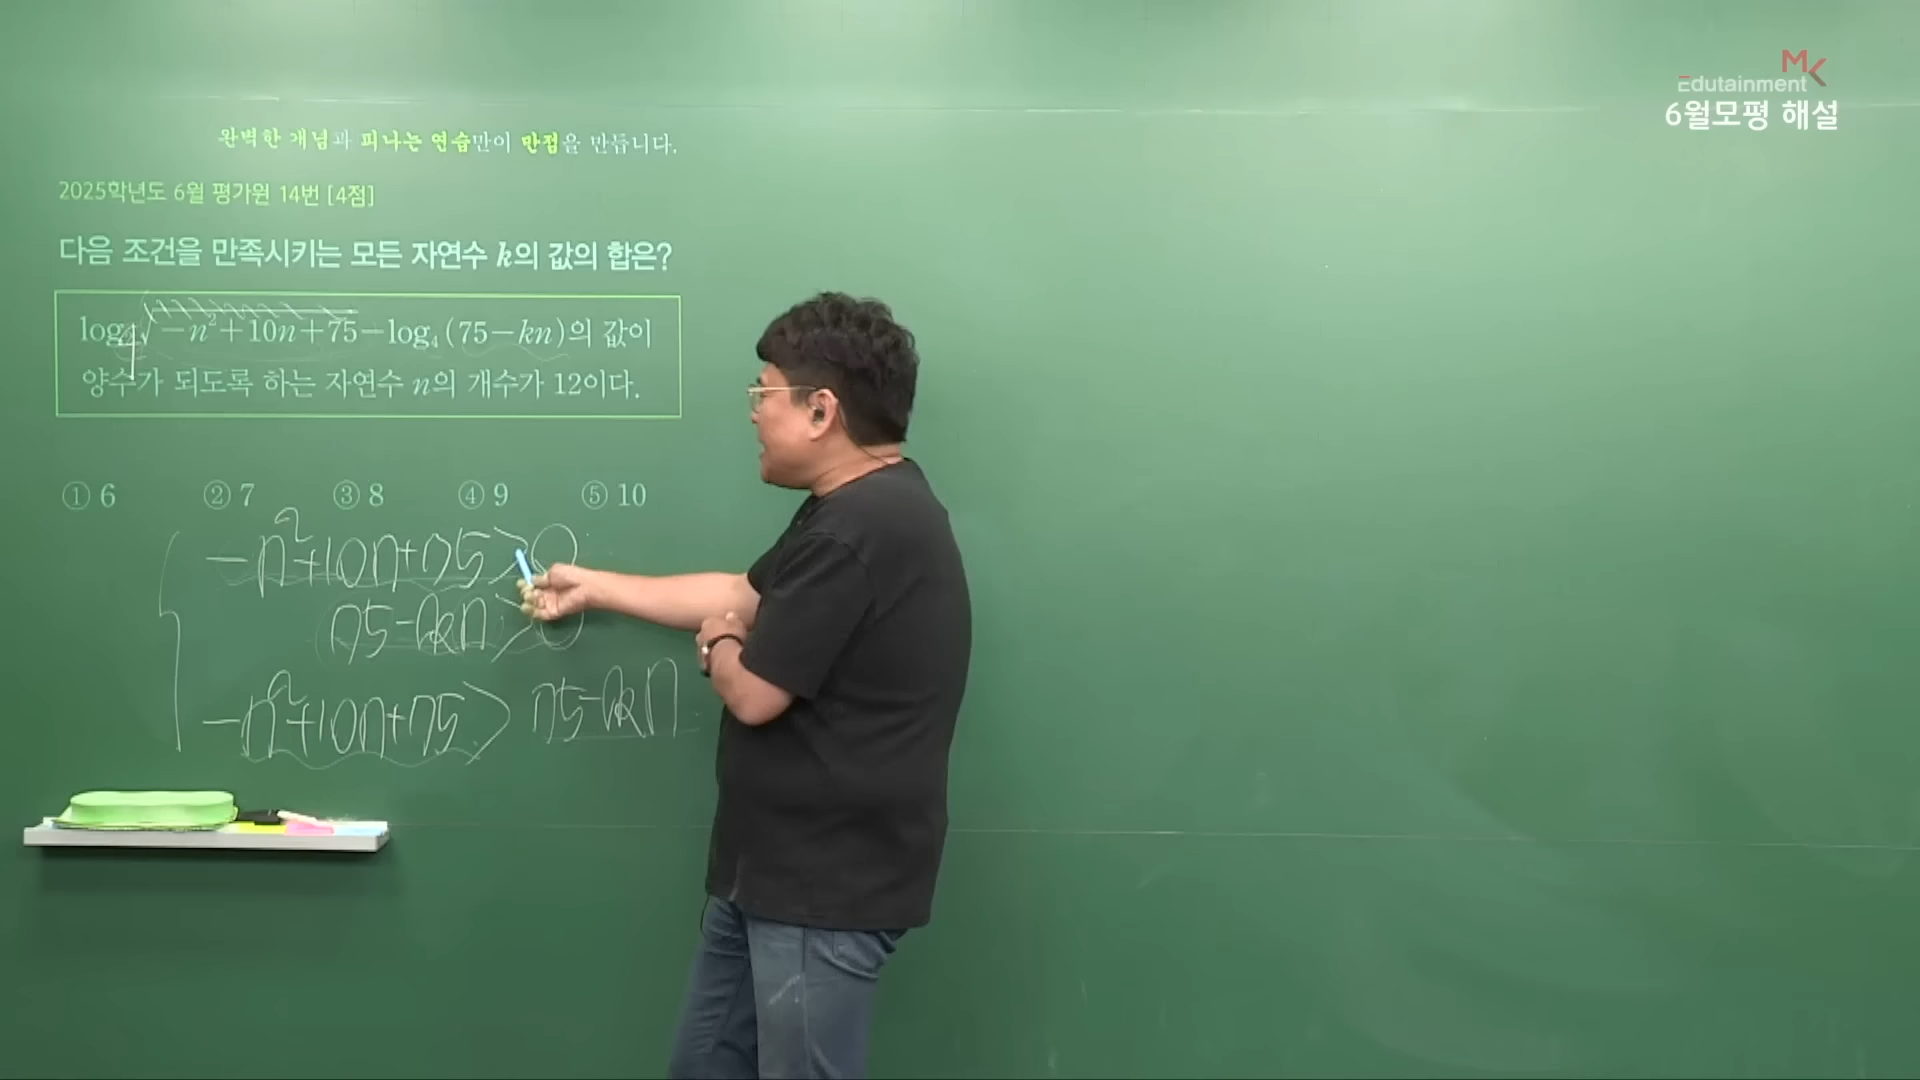 MK
Edutainment
6월모평 해설
완벽한 개념과 피나는 연습만이 만점을 만듭니다.
2025학년도 6월 평가원 14번 [4점]
다음 조건을 만족시키는 모든 자연수 k의 값의 합은?
log₄√−n²+10n+75−log₄(75−kn)의 값이
양수가 되도록 하는 자연수 n의 개수가 12이다.
① 6 ② 7 ③ 8 ④ 9 ⑤ 10
−n²+10n+75>0
75−kn>0
−n²+10n+75>75−kn